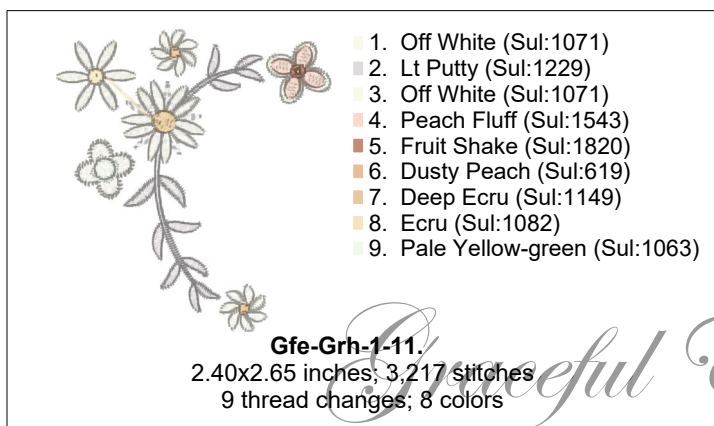 1. Off White (Sul:1071)
2. Lt Putty (Sul:1229)
3. Off White (Sul:1071)
4. Peach Fluff (Sul:1543)
5. Fruit Shake (Sul:1820)
6. Dusty Peach (Sul:619)
7. Deep Ecru (Sul:1149)
8. Ecru (Sul:1082)
9. Pale Yellow-green (Sul:1063)
Gfe-Grh-1-11.
2.40x2.65 inches; 3,217 stitches
9 thread changes; 8 colors
Graceful